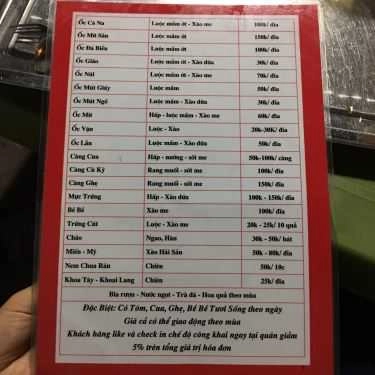 Ốc Cà Na Luộc mắm ớt - Xào me 100k/ đĩa
Ốc Mít Sần Luộc mắm ớt 150k/ đĩa
Ốc Đá Biển Luộc mắm ớt 100k/ đĩa
Ốc Giáo Luộc mắm ớt - Xào dừa 30k/ đĩa
Ốc Núi Luộc mắm ớt - Xào me 70k/ đĩa
Ốc Mút Giấy Luộc mắm 50k/ đĩa
Ốc Mút Ngô Luộc mắm - Xào dừa 30k/ đĩa
Ốc Mít Hấp - luộc mắm - Xào me 60k/ đĩa
Ốc Vặn Luộc - Xào 20k-30K/ đĩa
Ốc Lăn Luộc mắm - Xào dừa 50k/ đĩa
Càng Cua Hấp - nướng - sốt me 50k-100k/ càng
Càng Cù Kỳ Rang muối - sốt me 100k/ đĩa
Càng Ghẹ Rang muối - sốt me 150k/ đĩa
Mực Trứng Hấp - Xào dừa 100k - 150k/ đĩa
Bề Bề Xào me 100k/ đĩa
Trứng Cút Luộc - Xào me 20k - 25k/ 10 quả
Cháo Ngao, Hàu 30k - 50k/ bát
Miến - Mỳ Xào Hải Sản 50k - 80k/ đĩa
Nem Chua Rán Chiên 50k/ 10c
Khoa Tây - Khoai Lang Chiên 25k/ đĩa
Bia rượu - Nước ngọt - Trà đá - Hoa quả theo mùa
Đặc Biệt: Có Tôm, Cua, Ghẹ, Bề Bề Tươi Sống theo ngày
Giá cả có thể giao động theo mùa
Khách hàng like và check in chế độ công khai ngay tại quán giảm
5% trên tổng giá trị hóa đơn